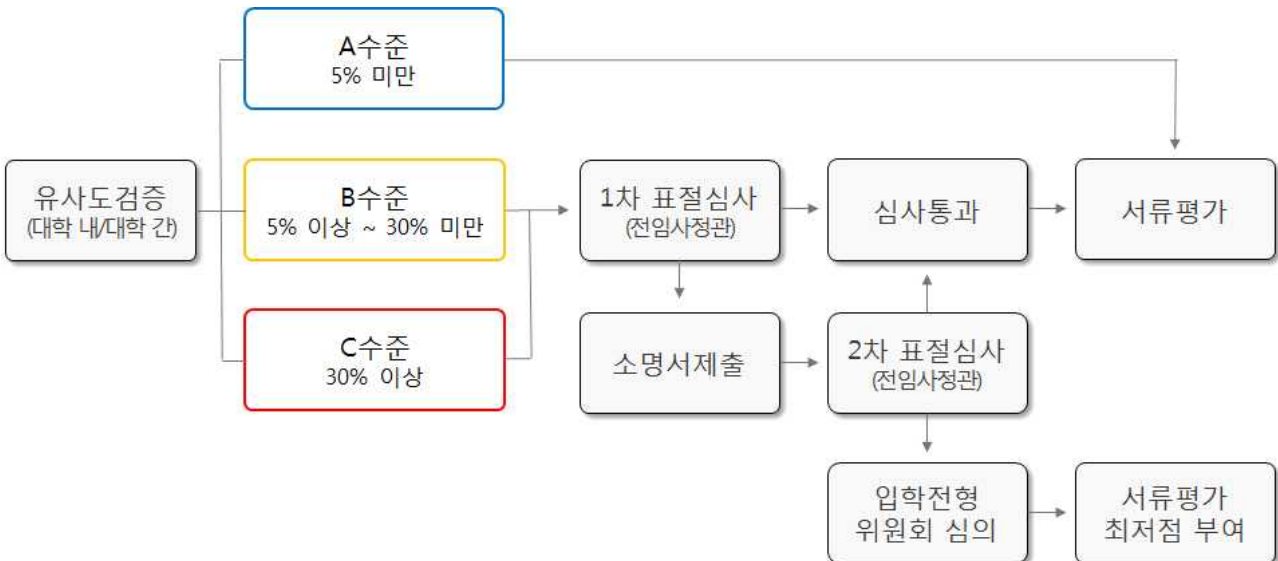 A수준
5% 미만
유사도검증
(대학 내/대학 간)
B수준
5% 이상 ~ 30% 미만
1차 표절심사
(전임사정관)
심사통과
서류평가
C수준
30% 이상
소명서제출
2차 표절심사
(전임사정관)
입학전형
위원회 심의
서류평가
최저점 부여